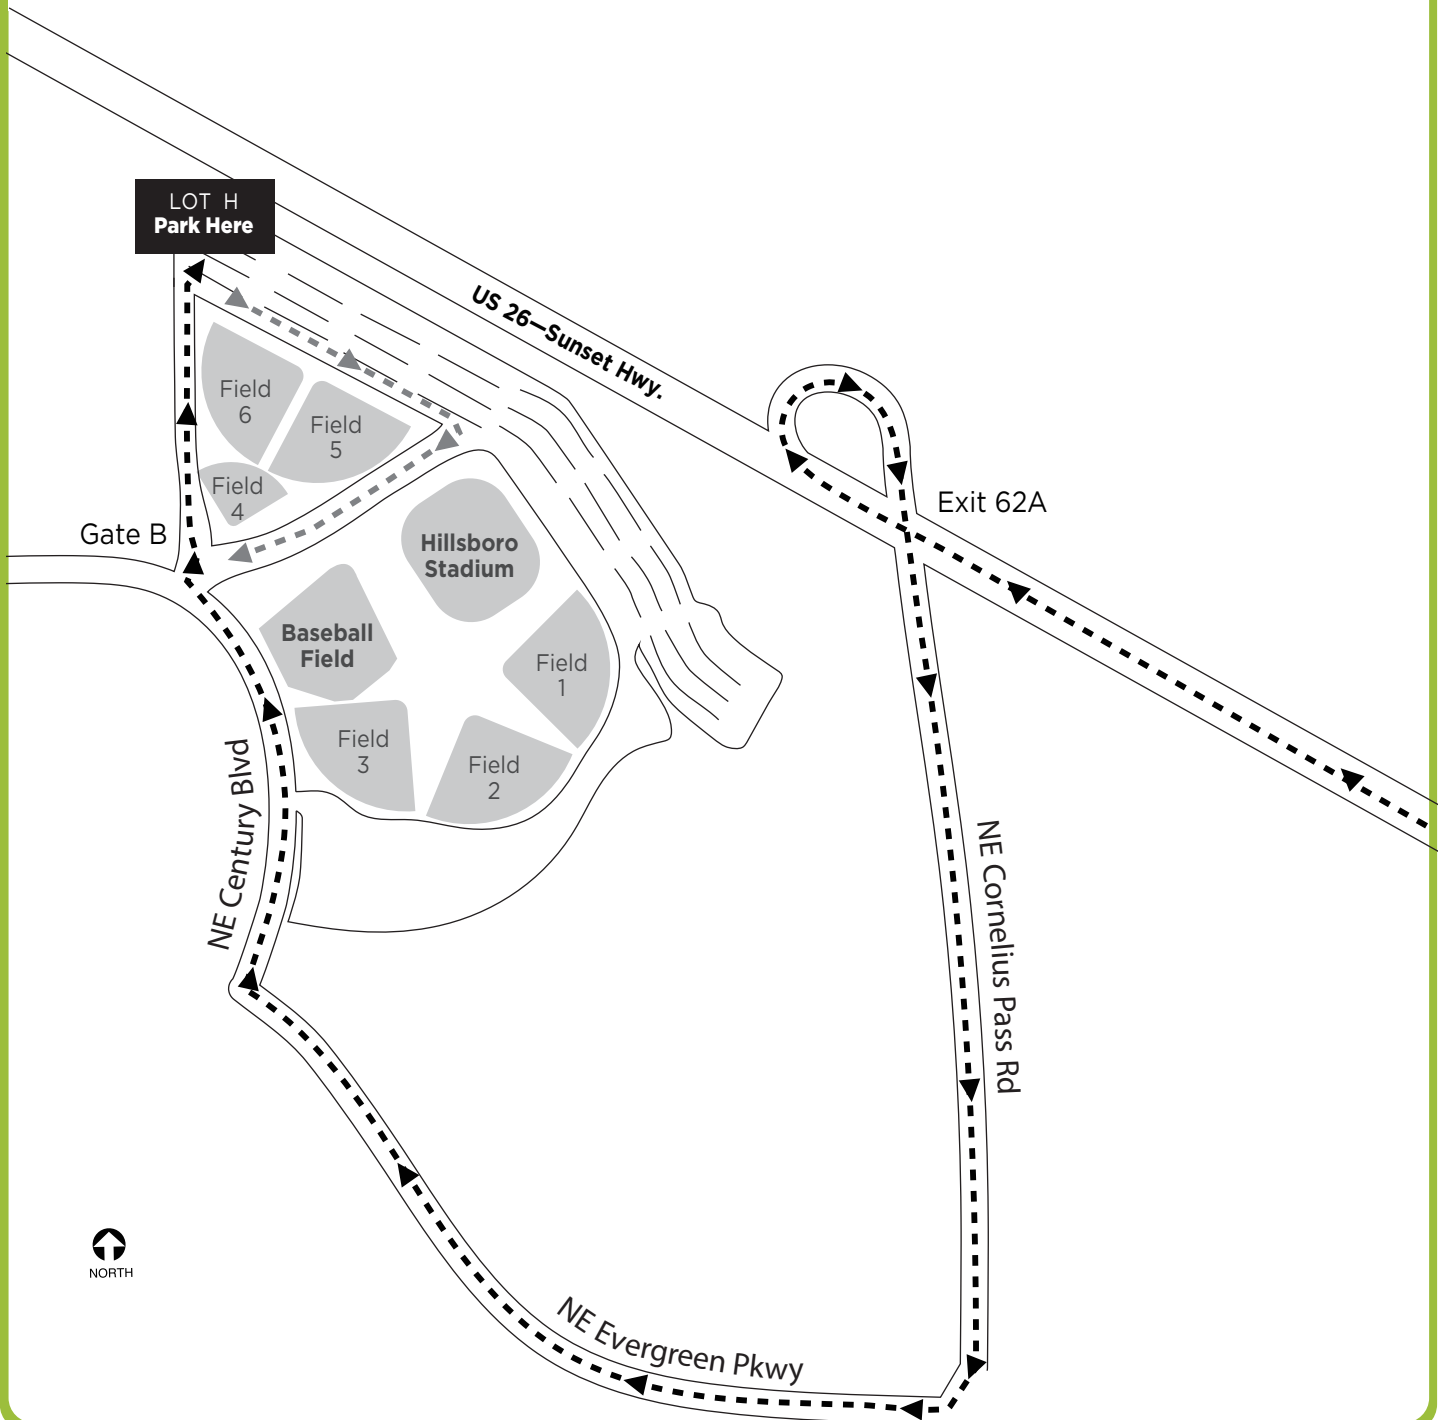 LOT H
Park Here
US 26—Sunset Hwy.
Field
6
Field
5
Field
4
Exit 62A
Gate B
Hillsboro
Stadium
Baseball
Field
Field
1
Field
3
Field
2
NE Century Blvd
NE Cornelius Pass Rd
NORTH
NE Evergreen Pkwy